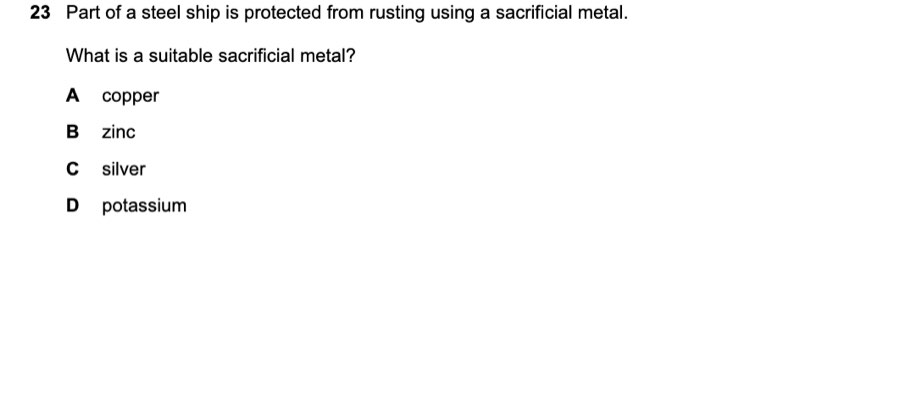 23 Part of a steel ship is protected from rusting using a sacrificial metal.
What is a suitable sacrificial metal?
A copper
B zinc
C silver
D potassium